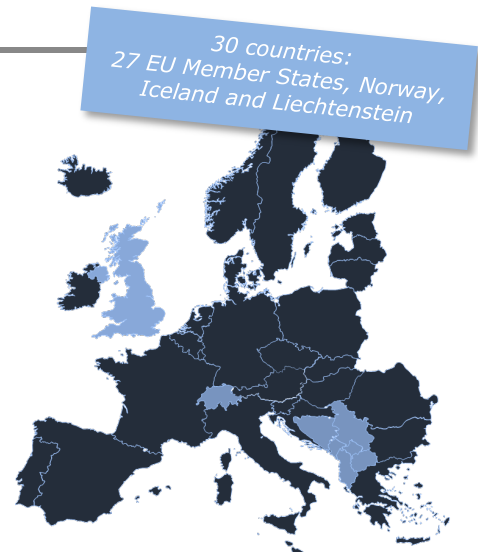 30 countries:
27 EU Member States, Norway,
Iceland and Liechtenstein